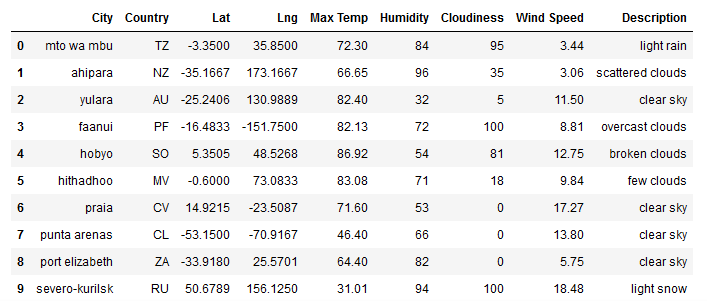 City Country Lat Lng Max Temp Humidity Cloudiness Wind Speed Description
0 mto wa mbu TZ -3.3500 35.8500 72.30 84 95 3.44 light rain
1 ahipara NZ -35.1667 173.1667 66.65 96 35 3.06 scattered clouds
2 yulara AU -25.2406 130.9889 82.40 32 5 11.50 clear sky
3 faanui PF -16.4833 -151.7500 82.13 72 100 8.81 overcast clouds
4 hobyo SO 5.3505 48.5268 86.92 54 81 12.75 broken clouds
5 hithadhoo MV -0.6000 73.0833 83.08 71 18 9.84 few clouds
6 praia CV 14.9215 -23.5087 71.60 53 0 17.27 clear sky
7 punta arenas CL -53.1500 -70.9167 46.40 66 0 13.80 clear sky
8 port elizabeth ZA -33.9180 25.5701 64.40 82 0 5.75 clear sky
9 severo-kurilsk RU 50.6789 156.1250 31.01 94 100 18.48 light snow